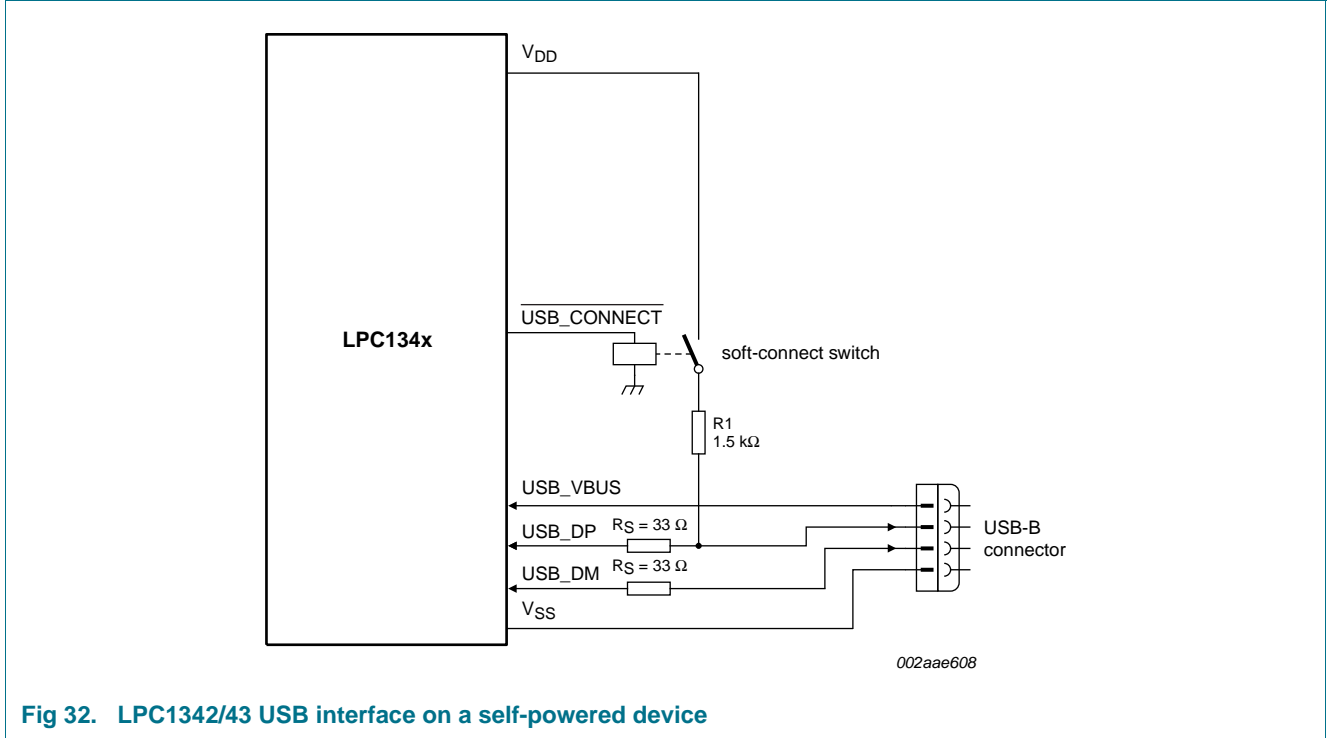 VDD
USB_CONNECT
LPC134x
soft-connect switch
R1
1.5 kΩ
USB_VBUS
USB_DP
RS = 33 Ω
USB-B
connector
USB_DM
RS = 33 Ω
VSS
002aae608
Fig 32. LPC1342/43 USB interface on a self-powered device